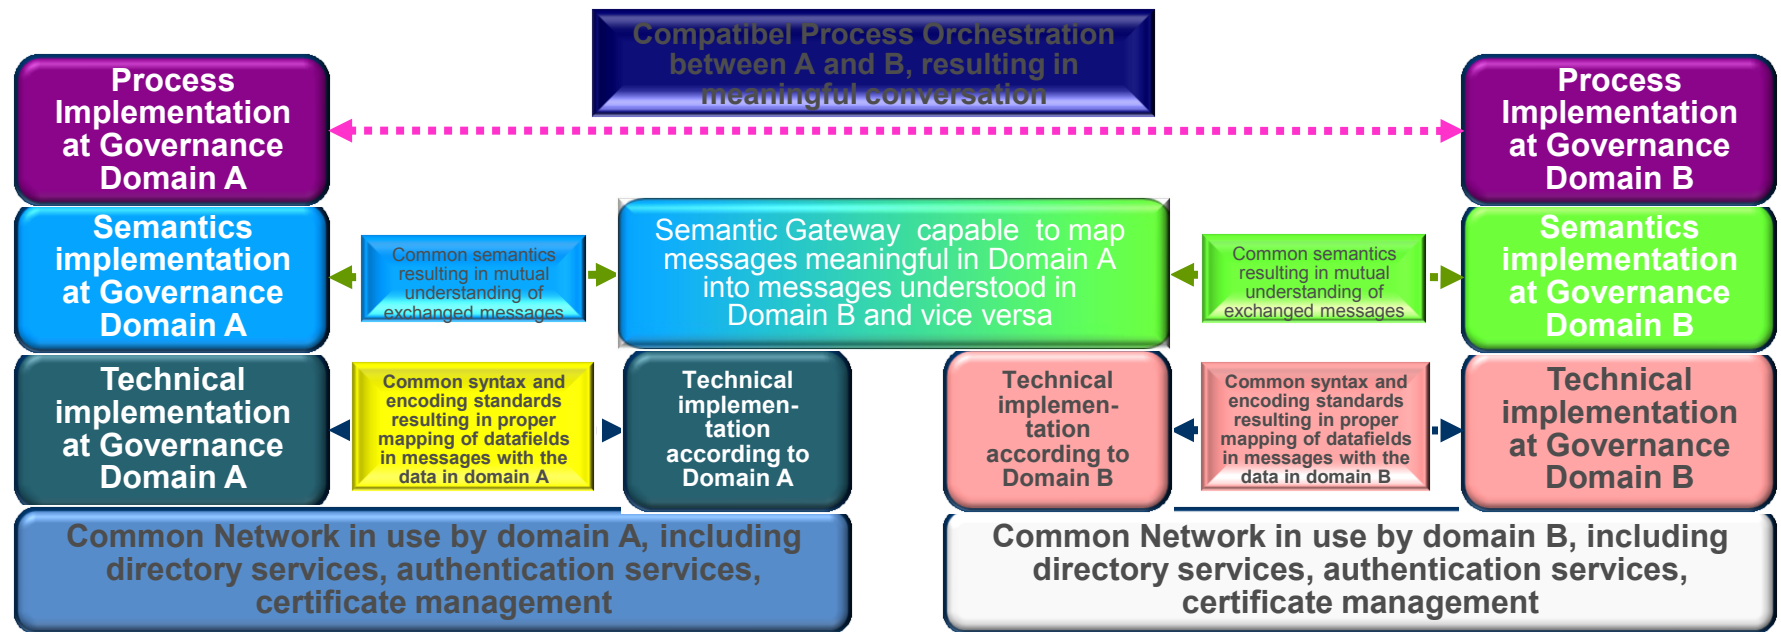 Compatibel Process Orchestration
between A and B, resulting in
meaningful conversation
Process
Implementation
at Governance
Domain A
Process
Implementation
at Governance
Domain B
Semantics
implementation
at Governance
Domain A
Common semantics
resulting in mutual
understanding of
exchanged messages
Semantic Gateway capable to map
messages meaningful in Domain A
into messages understood in
Domain B and vice versa
Common semantics
resulting in mutual
understanding of
exchanged messages
Semantics
implementation
at Governance
Domain B
Technical
implementation
at Governance
Domain A
Common syntax and
encoding standards
resulting in proper
mapping of datafields
in messages with the
data in domain A
Technical
implemen-
tation
according to
Domain A
Technical
implemen-
tation
according to
Domain B
Common syntax and
encoding standards
resulting in proper
mapping of datafields
in messages with the
data in domain B
Technical
implementation
at Governance
Domain B
Common Network in use by domain A, including
directory services, authentication services,
certificate management
Common Network in use by domain B, including
directory services, authentication services,
certificate management